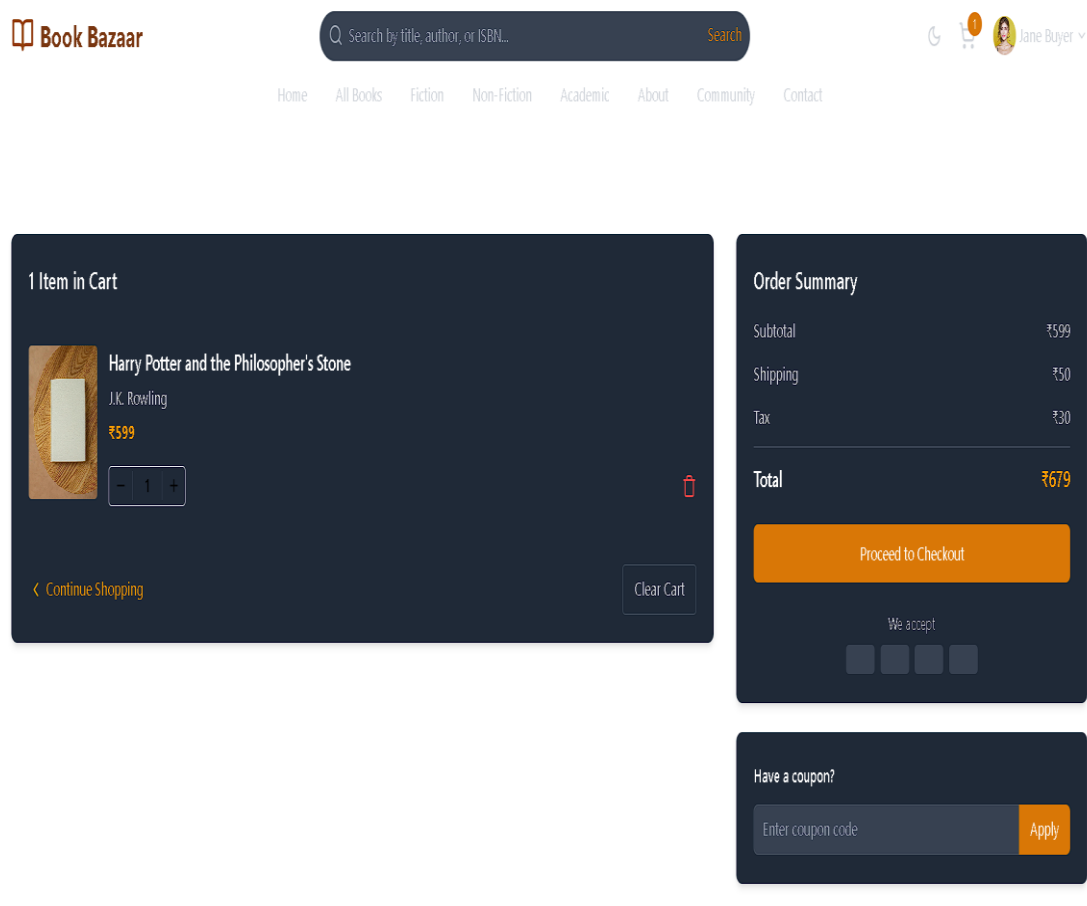 Book Bazaar
Search by title, author, or ISBN...
Search
1
Jane Buyer
Home All Books Fiction Non-Fiction Academic About Community Contact
1 Item in Cart
Harry Potter and the Philosopher's Stone
J.K. Rowling
₹599
− 1 +
Continue Shopping
Clear Cart
Order Summary
Subtotal ₹599
Shipping ₹50
Tax ₹30
Total ₹679
Proceed to Checkout
We accept
Have a coupon?
Enter coupon code
Apply